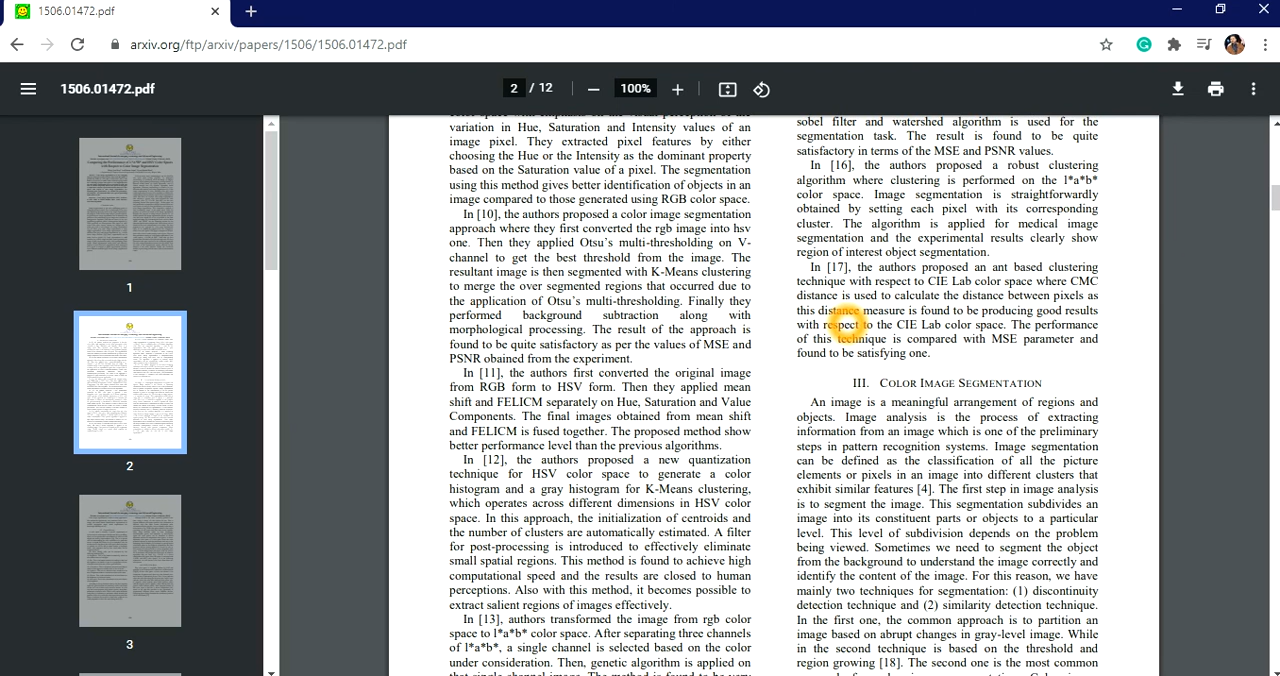 1506.01472.pdf
arxiv.org/ftp/arxiv/papers/1506/1506.01472.pdf
1506.01472.pdf
2 / 12
100%
1
2
3
variation in Hue, Saturation and Intensity values of an
image pixel. They extracted pixel features by either
choosing the Hue or the Intensity as the dominant property
based on the Saturation value of a pixel. The segmentation
using this method gives better identification of objects in an
image compared to those generated using RGB color space.
In [10], the authors proposed a color image segmentation
approach where they first converted the rgb image into hsv
one. Then they applied Otsu's multi-thresholding on V-
channel to get the best threshold from the image. The
resultant image is then segmented with K-Means clustering
to merge the over segmented regions that occurred due to
the application of Otsu's multi-thresholding. Finally they
performed background subtraction along with
morphological porcessing. The result of the approach is
found to be quite satisfactory as per the values of MSE and
PSNR obained from the experiment.
In [11], the authors first converted the original image
from RGB form to HSV form. Then they applied mean
shift and FELICM separately on Hue, Saturation and Value
Components. The final images obtained from mean shift
and FELICM is fused together. The proposed method show
better performance level than the previous algorithms.
In [12], the authors proposed a new quantization
technique for HSV color space to generate a color
histogram and a gray histogram for K-Means clustering,
which operates across different dimensions in HSV color
space. In this approach, the initialization of centroids and
the number of clusters are automatically estimated. A filter
for post-processing is introduced to effectively eliminate
small spatial regions. This method is found to achieve high
computational speed and the results are closed to human
perceptions. Also with this method, it becomes possible to
extract salient regions of images effectively.
In [13], authors transformed the image from rgb color
space to l*a*b* color space. After separating three channels
of l*a*b*, a single channel is selected based on the color
under consideration. Then, genetic algorithm is applied on
sobel filter and watershed algorithm is used for the
segmentation task. The result is found to be quite
satisfactory in terms of the MSE and PSNR values.
In [16], the authors proposed a robust clustering
algorithm where clustering is performed on the l*a*b*
color space. Image segmentation is straightforwardly
obtained by setting each pixel with its corresponding
cluster. The algorithm is applied for medical image
segmentation and the experimental results clearly show
region of interest object segmentation.
In [17], the authors proposed an ant based clustering
technique with respect to CIE Lab color space where CMC
distance is used to calculate the distance between pixels as
this distance measure is found to be producing good results
with respect to the CIE Lab color space. The performance
of this technique is compared with MSE parameter and
found to be satisfying one.
III. COLOR IMAGE SEGMENTATION
An image is a meaningful arrangement of regions and
objects. Image analysis is the process of extracting
information from an image which is one of the preliminary
steps in pattern recognition systems. Image segmentation
can be defined as the classification of all the picture
elements or pixels in an image into different clusters that
exhibit similar features [4]. The first step in image analysis
is to segment the image. This segmentation subdivides an
image into its constituent parts or objects to a particular
level. This level of subdivision depends on the problem
being viewed. Sometimes we need to segment the object
from the background to understand the image correctly and
identify the content of the image. For this reason, we have
mainly two techniques for segmentation: (1) discontinuity
detection technique and (2) similarity detection technique.
In the first one, the common approach is to partition an
image based on abrupt changes in gray-level image. While
in the second technique is based on the threshold and
region growing [18]. The second one is the most common